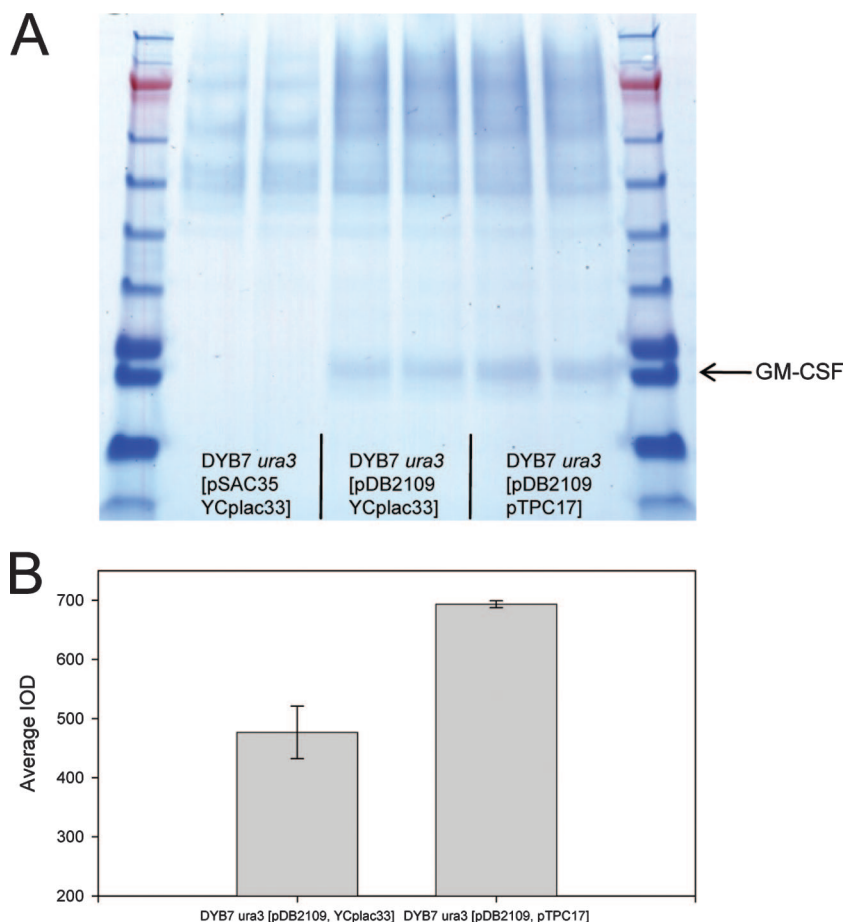 A
GM-CSF
DYB7 ura3
[pSAC35
YCplac33]
DYB7 ura3
[pDB2109
YCplac33]
DYB7 ura3
[pDB2109
pTPC17]
B
Average IOD
700
600
500
400
300
200
DYB7 ura3 [pDB2109, YCplac33]
DYB7 ura3 [pDB2109, pTPC17]